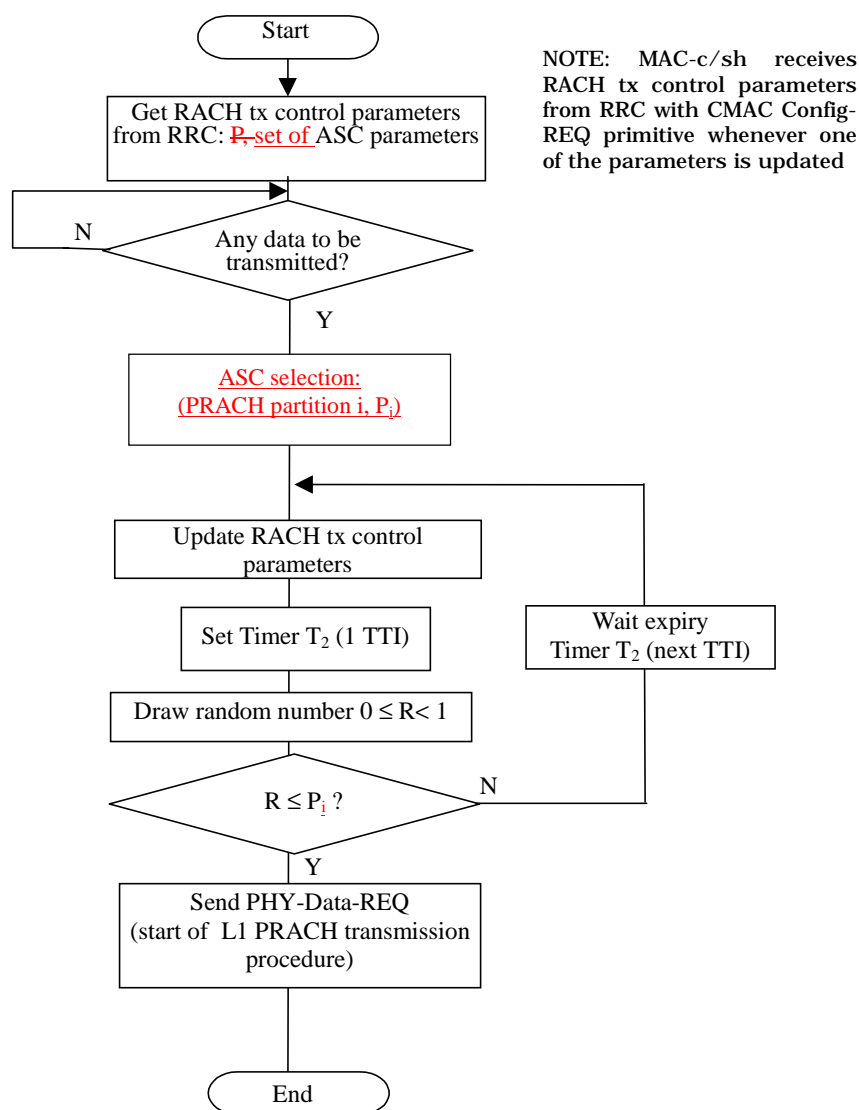 Start
NOTE: MAC-c/sh receives
RACH tx control parameters
from RRC with CMAC Config-
REQ primitive whenever one
of the parameters is updated
Get RACH tx control parameters
from RRC: P, set of ASC parameters
N
Any data to be
transmitted?
Y
ASC selection:
(PRACH partition i, Pi)
Update RACH tx control
parameters
Set Timer T2 (1 TTI)
Wait expiry
Timer T2 (next TTI)
Draw random number 0 ≤ R< 1
N
R ≤ Pi ?
Y
Send PHY-Data-REQ
(start of L1 PRACH transmission
procedure)
End